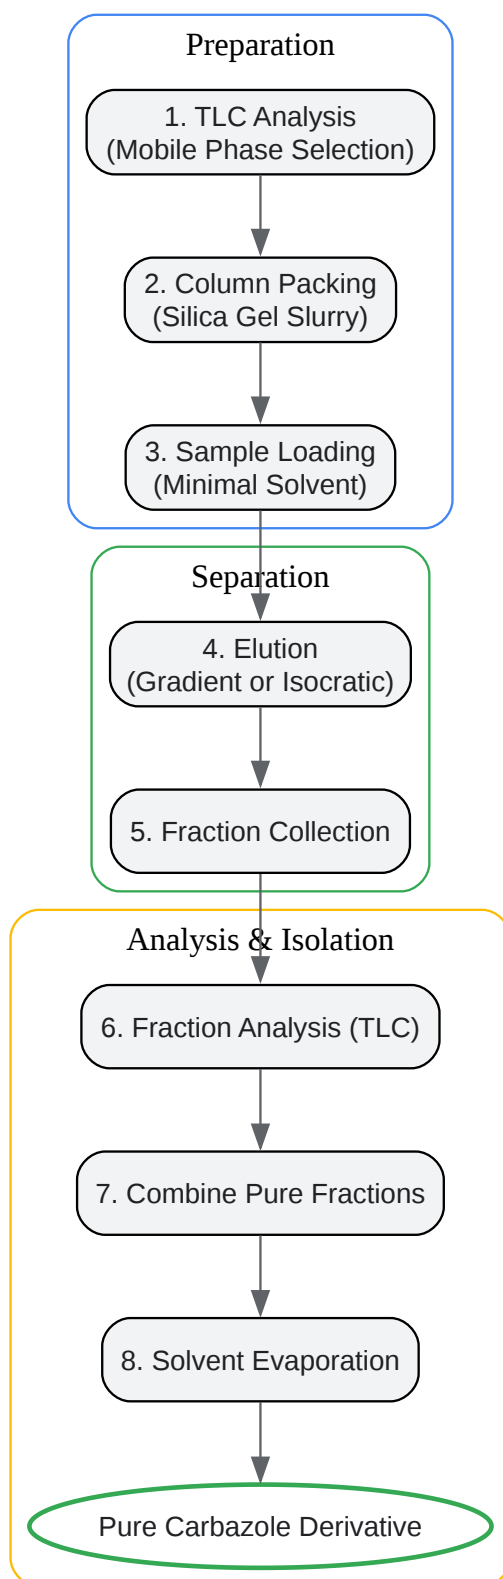 Preparation
1. TLC Analysis
(Mobile Phase Selection)
2. Column Packing
(Silica Gel Slurry)
3. Sample Loading
(Minimal Solvent)
Separation
4. Elution
(Gradient or Isocratic)
5. Fraction Collection
Analysis & Isolation
6. Fraction Analysis (TLC)
7. Combine Pure Fractions
8. Solvent Evaporation
Pure Carbazole Derivative